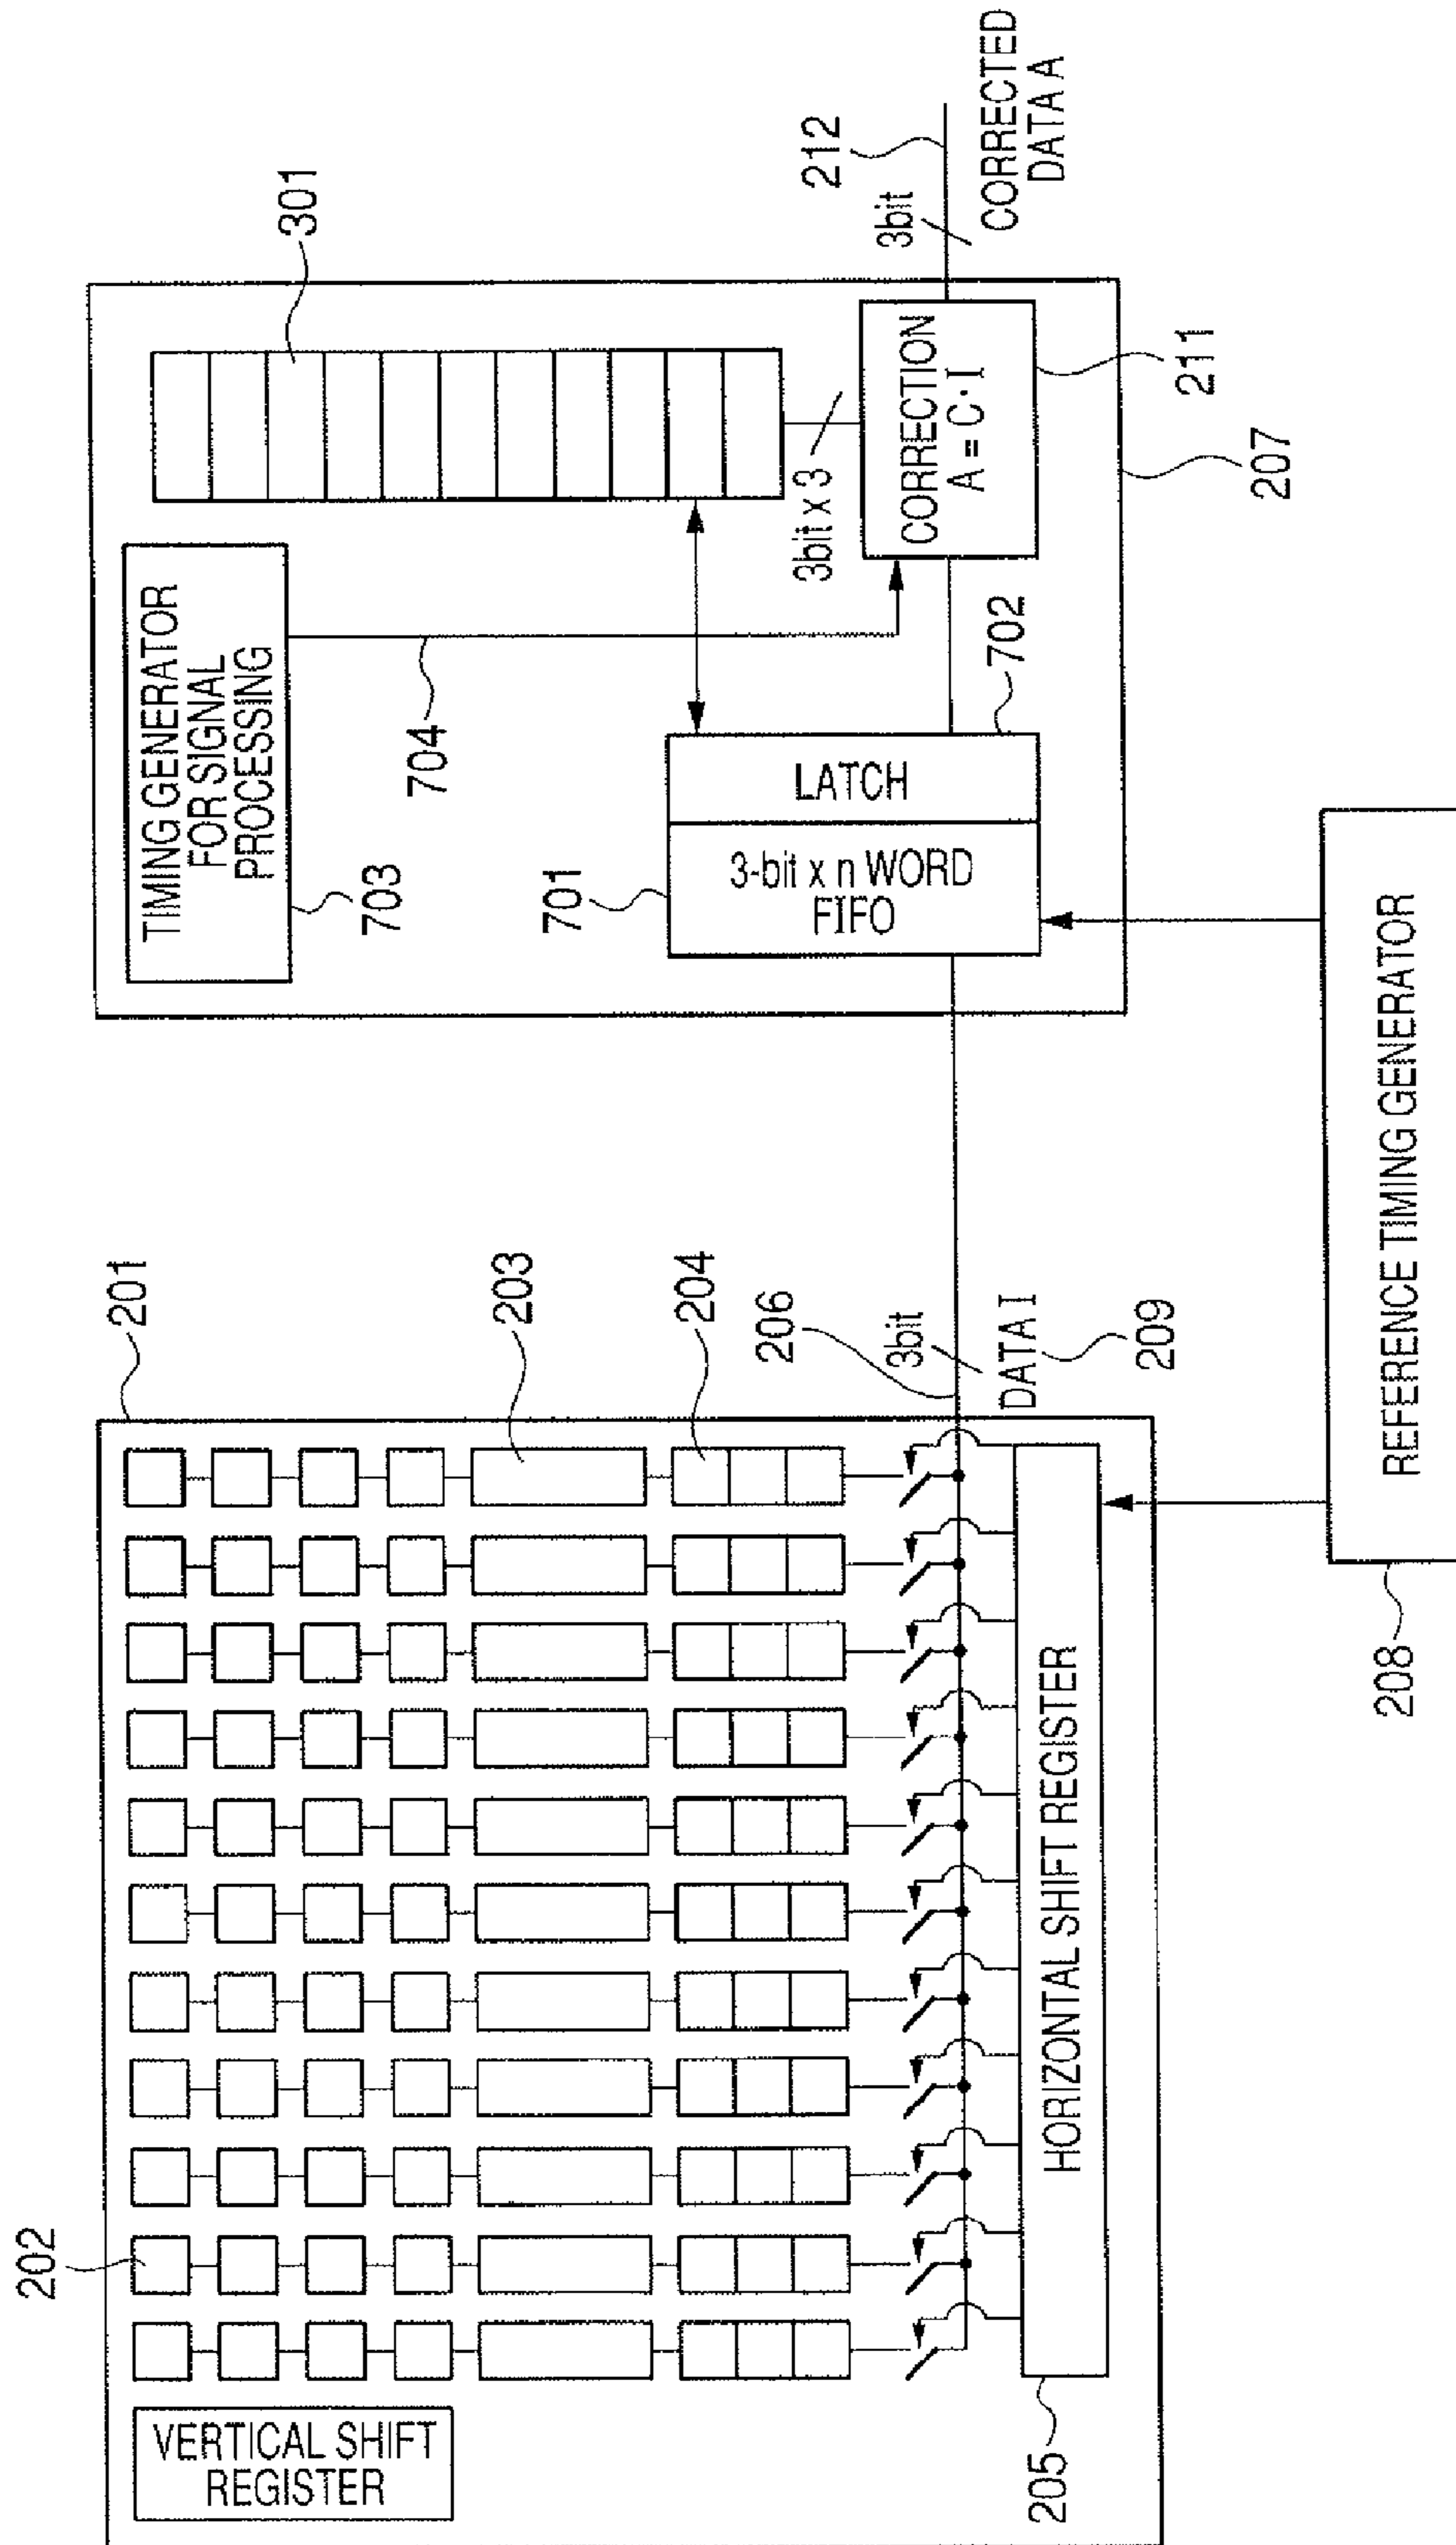 201
202
203
204
VERTICAL SHIFT
REGISTER
HORIZONTAL SHIFT REGISTER
205
206
3bit
DATA I
209
REFERENCE TIMING GENERATOR
208
TIMING GENERATOR
FOR SIGNAL
PROCESSING
703
704
301
701
3-bit x n WORD
FIFO
LATCH
702
3bit x 3
CORRECTION
A = C·I
211
207
212
3bit
CORRECTED
DATA A